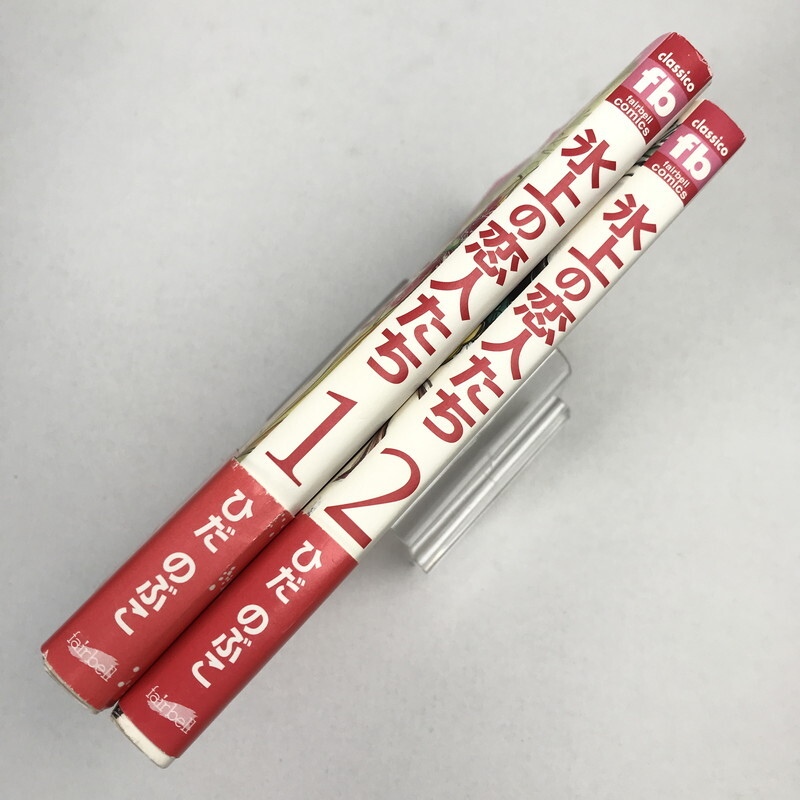 classico
fb
fairbell
comics
氷上の恋人たち
1
ひだ のぶこ
fairbell
classico
fb
fairbell
comics
氷上の恋人たち
2
ひだ のぶこ
fairbell